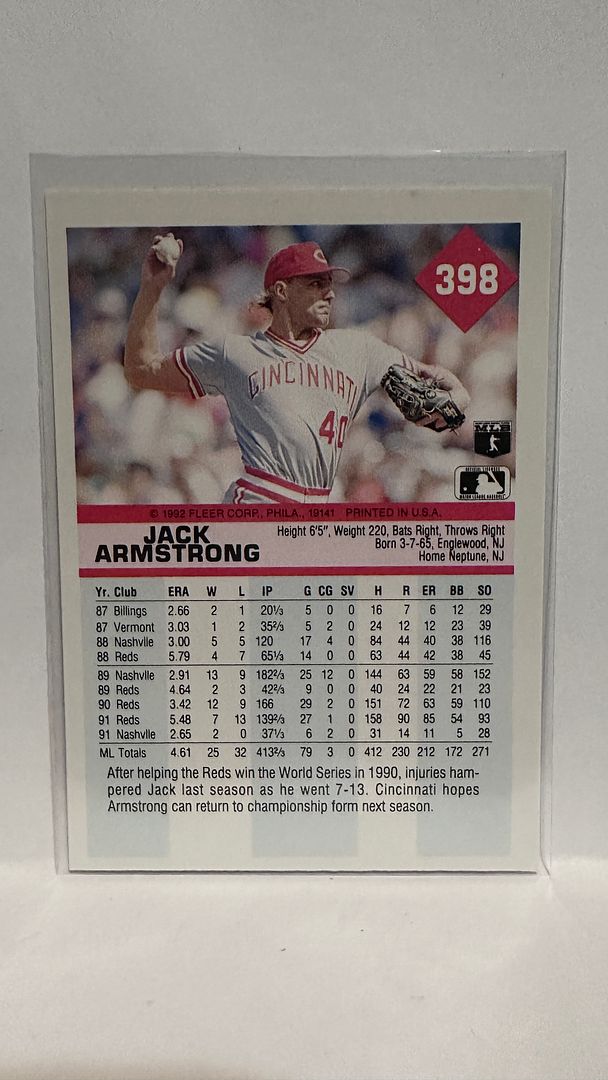 398
C
CINCINNATI
40
MLB
OFFICIAL LICENSEE
MAJOR LEAGUE BASEBALL
© 1992 FLEER CORP., PHILA., 19141 PRINTED IN U.S.A.
JACK
ARMSTRONG
Height 6'5", Weight 220, Bats Right, Throws Right
Born 3-7-65, Englewood, NJ
Home Neptune, NJ
Yr. Club ERA W L IP G CG SV H R ER BB SO
87 Billings 2.66 2 1 20⅓ 5 0 0 16 7 6 12 29
87 Vermont 3.03 1 2 35⅔ 5 2 0 24 12 12 23 39
88 Nashvlle 3.00 5 5 120 17 4 0 84 44 40 38 116
88 Reds 5.79 4 7 65⅓ 14 0 0 63 44 42 38 45
89 Nashvlle 2.91 13 9 182⅔ 25 12 0 144 63 59 58 152
89 Reds 4.64 2 3 42⅔ 9 0 0 40 24 22 21 23
90 Reds 3.42 12 9 166 29 2 0 151 72 63 59 110
91 Reds 5.48 7 13 139⅔ 27 1 0 158 90 85 54 93
91 Nashvlle 2.65 2 0 37⅓ 6 2 0 31 14 11 5 28
ML Totals 4.61 25 32 413⅔ 79 3 0 412 230 212 172 271
After helping the Reds win the World Series in 1990, injuries ham-
pered Jack last season as he went 7-13. Cincinnati hopes
Armstrong can return to championship form next season.